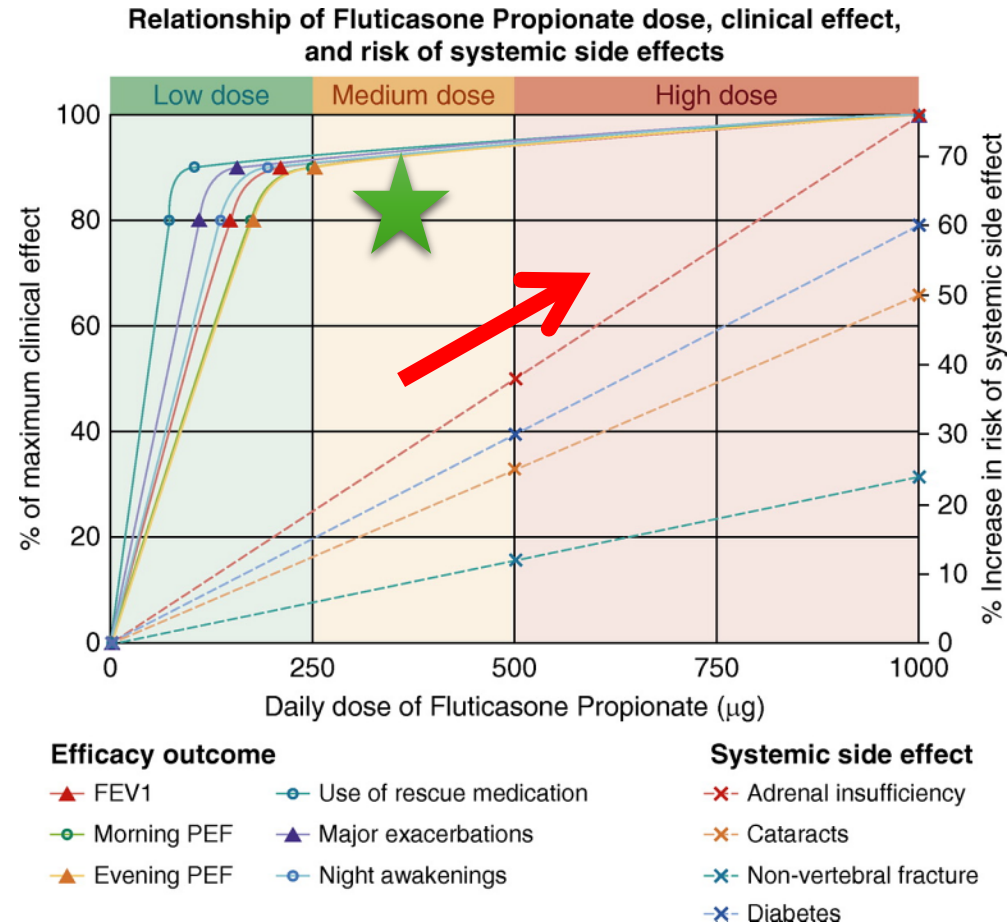 Relationship of Fluticasone Propionate dose, clinical effect,
and risk of systemic side effects
Low dose
Medium dose
High dose
% of maximum clinical effect
100
80
60
40
20
0
70
60
50
40
30
20
10
0
% Increase in risk of systemic side effect
0
250
500
750
1000
Daily dose of Fluticasone Propionate (μg)
Efficacy outcome
FEV1
Morning PEF
Evening PEF
Use of rescue medication
Major exacerbations
Night awakenings
Systemic side effect
Adrenal insufficiency
Cataracts
Non-vertebral fracture
Diabetes